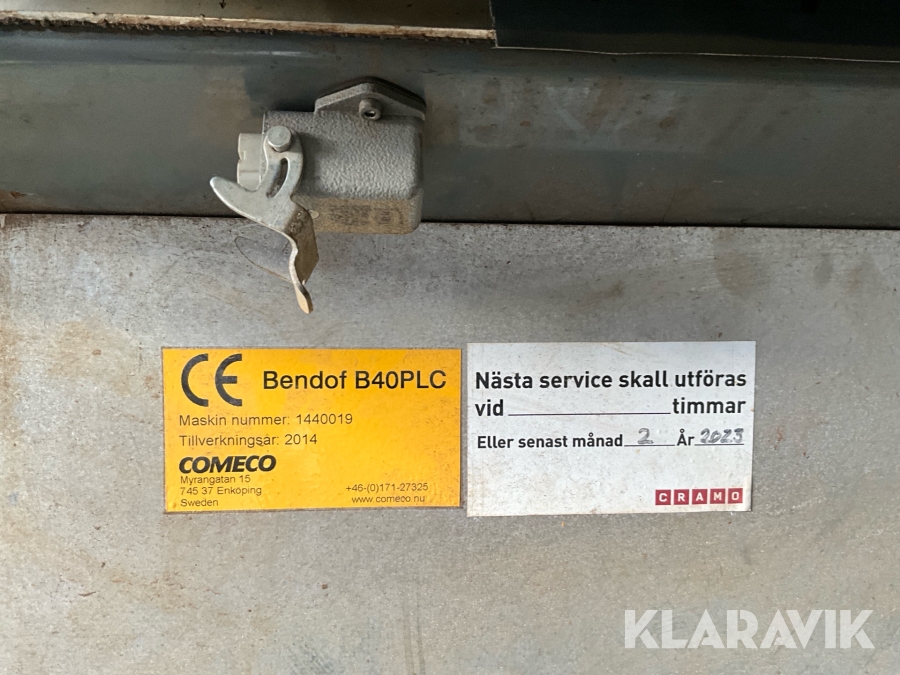 CE Bendof B40PLC
Maskin nummer: 1440019
Tillverkningsår: 2014
COMECO
Myrangatan 15
745 37 Enköping
Sweden
+46-(0)171-27325
www.comeco.nu
Nästa service skall utföras
vid ____________ timmar
Eller senast månad 2 År 2023
CRAMO
KLARAVIK